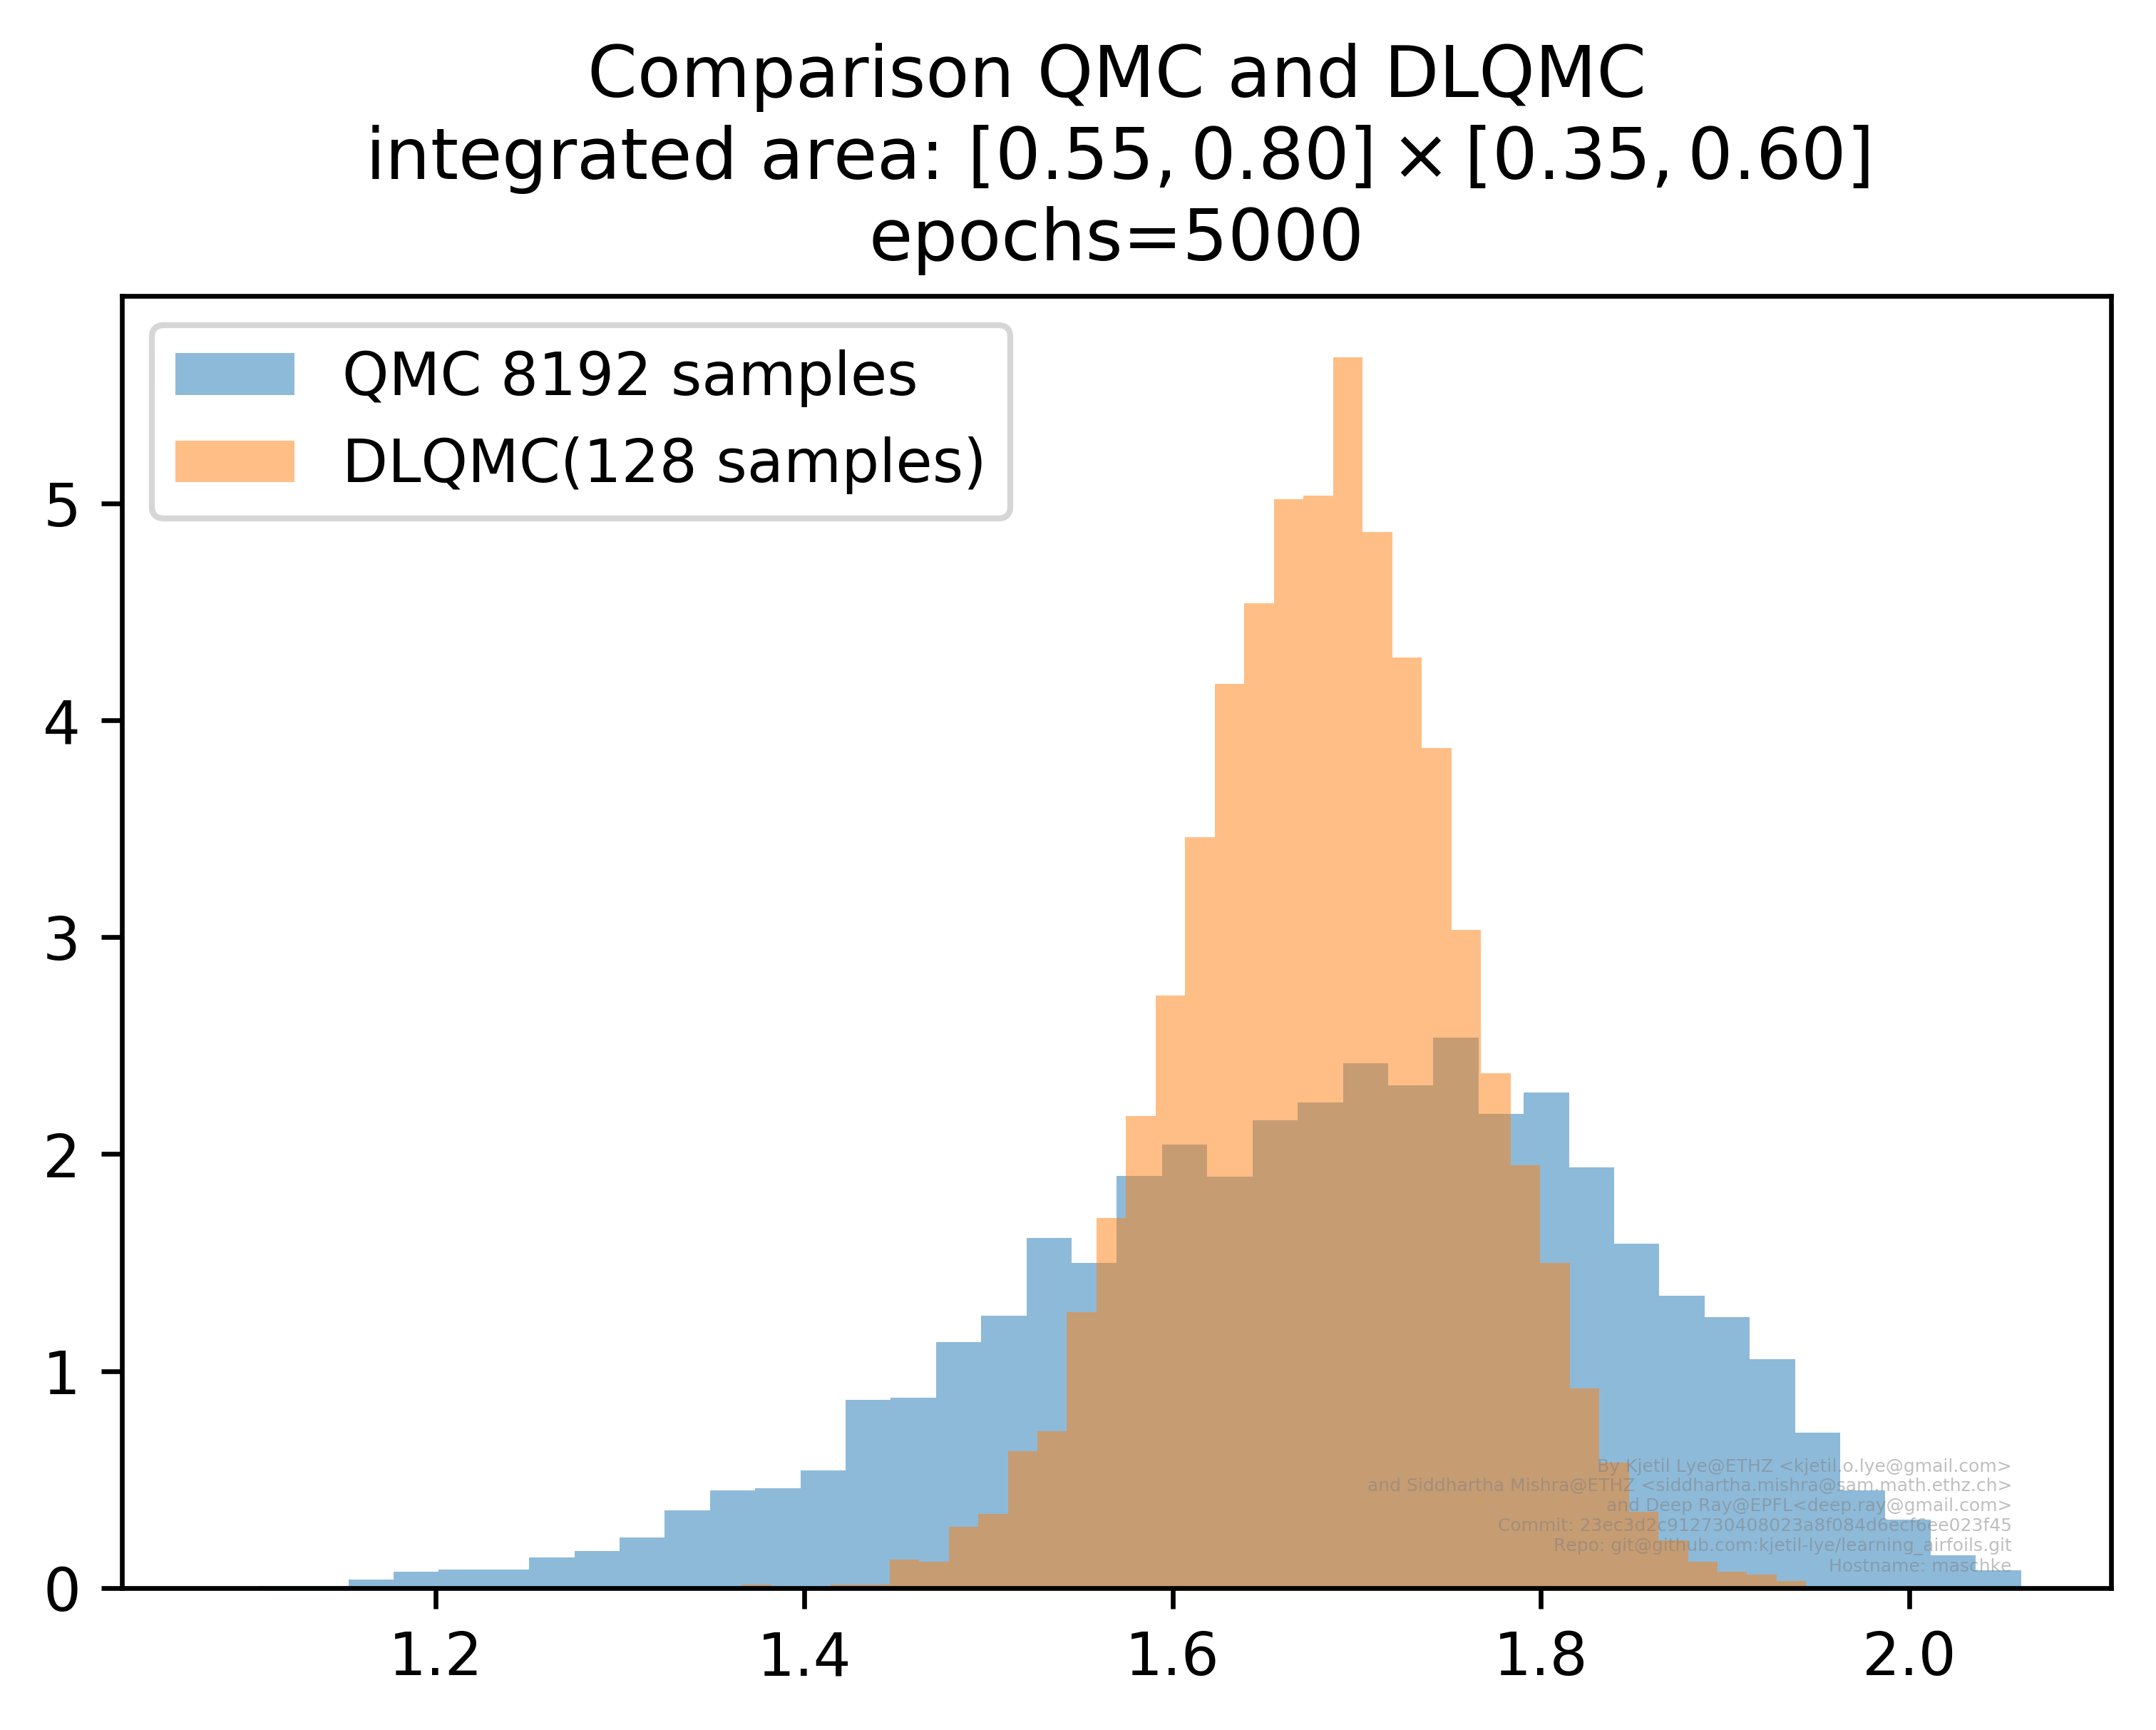 Comparison QMC and DLQMC
integrated area: [0.55, 0.80] × [0.35, 0.60]
epochs=5000
QMC 8192 samples
DLQMC(128 samples)
5
4
3
2
1
0
By Kjetil Lye@ETHZ <kjetil.o.lye@gmail.com>
and Siddhartha Mishra@ETHZ <siddhartha.mishra@sam.math.ethz.ch>
and Deep Ray@EPFL<deep.ray@gmail.com>
Commit: 23ec3d2c912730408023a8f084d6ecf6ee023f45
Repo: git@github.com:kjetil-lye/learning_airfoils.git
Hostname: maschke
1.2 1.4 1.6 1.8 2.0